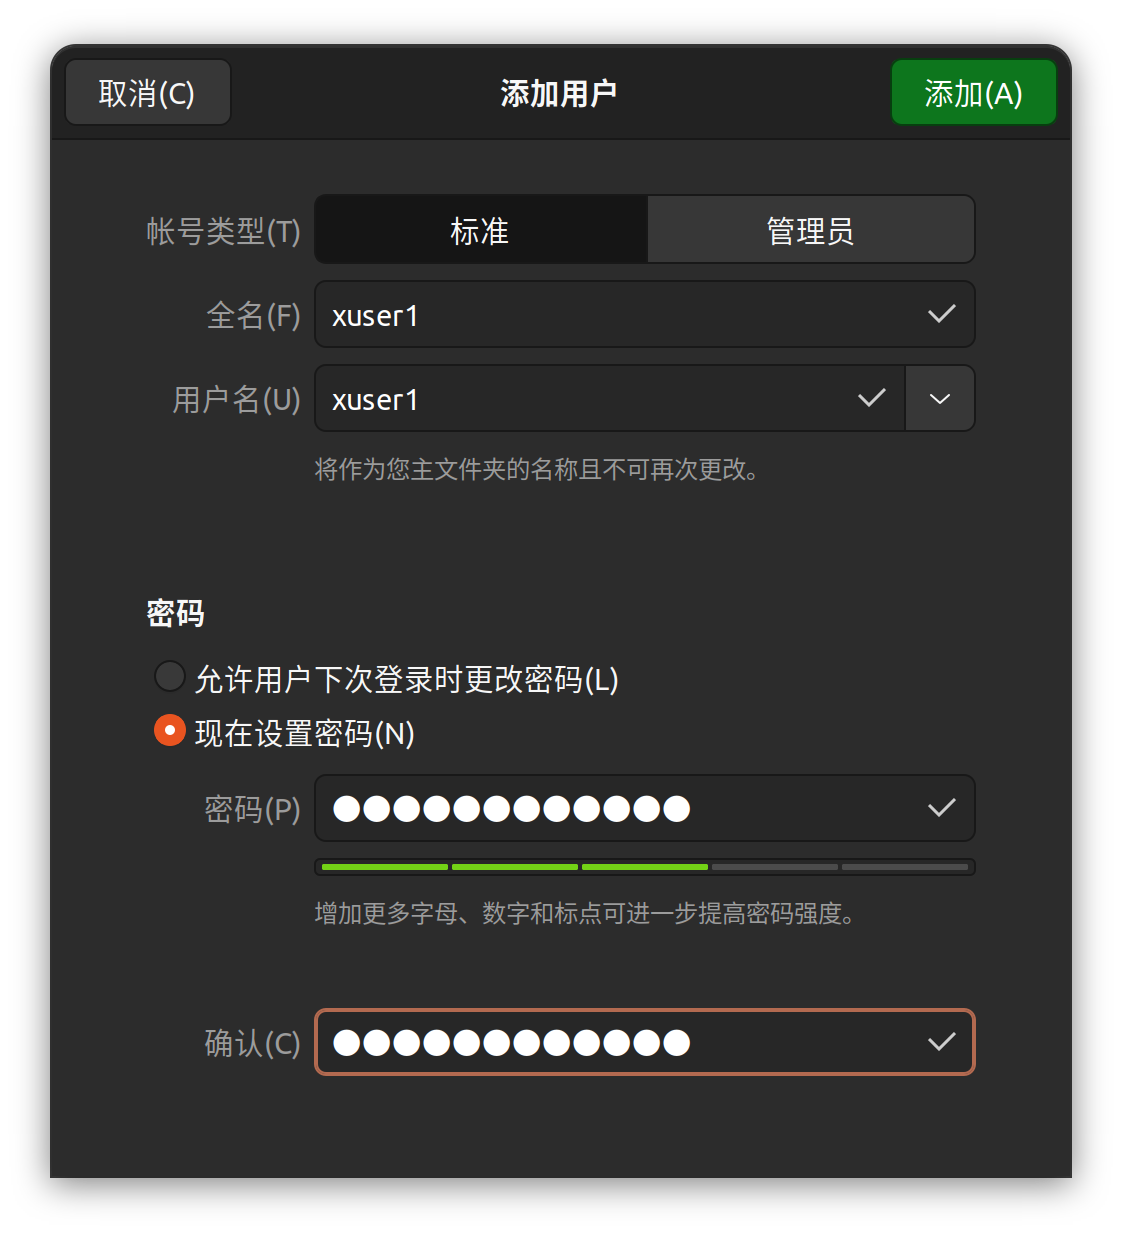 取消(C) 添加用户 添加(A)
帐号类型(T) 标准 管理员
全名(F) xuser1
用户名(U) xuser1
将作为您主文件夹的名称且不可再次更改。
密码
允许用户下次登录时更改密码(L)
现在设置密码(N)
密码(P) ●●●●●●●●●●●●
增加更多字母、数字和标点可进一步提高密码强度。
确认(C) ●●●●●●●●●●●●